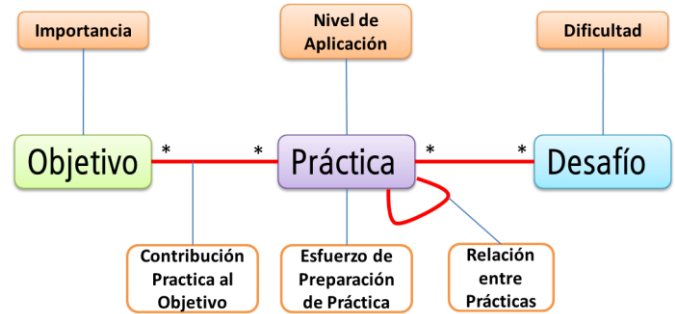 Importancia
Nivel de
Aplicación
Dificultad
Objetivo
*
*
Práctica
*
*
Desafío
Contribución
Practica al
Objetivo
Esfuerzo de
Preparación
de Práctica
Relación
entre
Prácticas